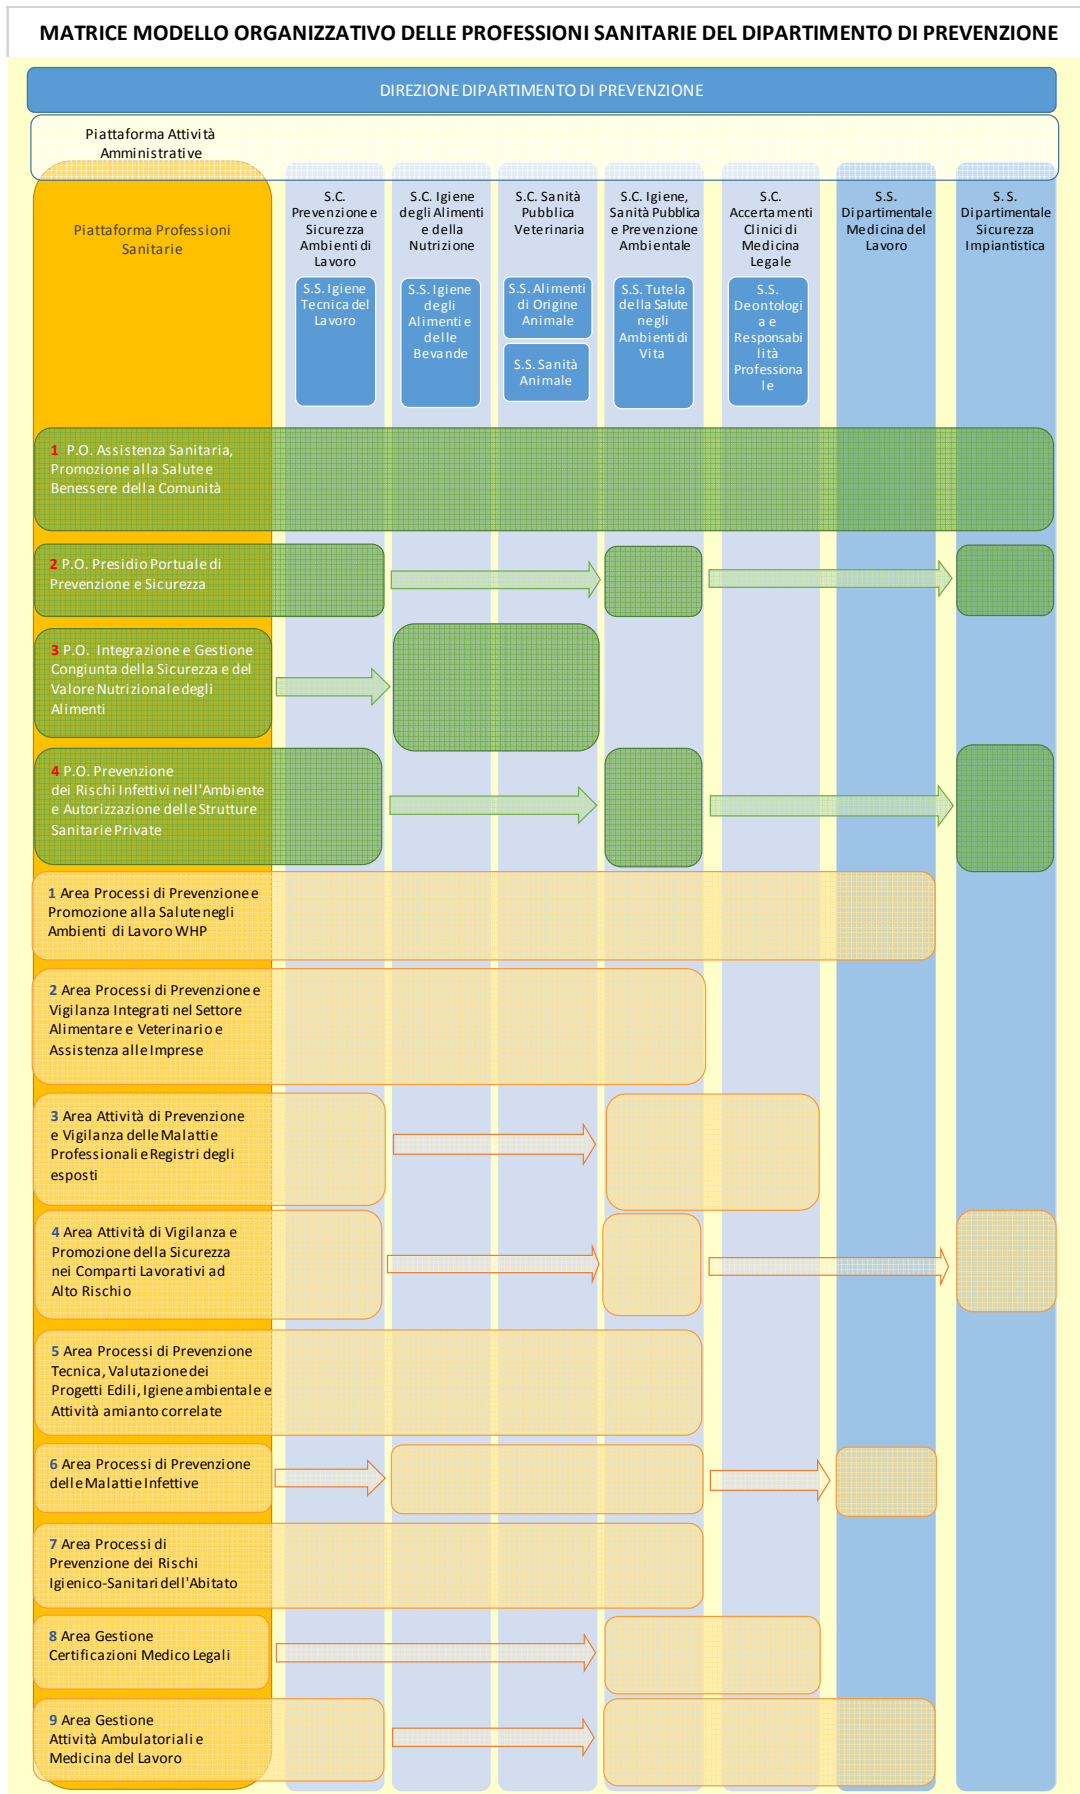 MATRICE MODELLO ORGANIZZATIVO DELLE PROFESSIONI SANITARIE DEL DIPARTIMENTO DI PREVENZIONE
DIREZIONE DIPARTIMENTO DI PREVENZIONE
Piattaforma Attività
Amministrative
Piattaforma Professioni
Sanitarie
S.C.
Prevenzione e
Sicurezza
Ambienti di
Lavoro
S.C. Igiene
degli Alimenti
e della
Nutrizione
S.C. Sanità
Pubblica
Veterinaria
S.C. Igiene,
Sanità Pubblica
e Prevenzione
Ambientale
S.C.
Accertamenti
Clinici di
Medicina
Legale
S.S.
Dipartimentale
Medicina del
Lavoro
S. S.
Dipartimentale
Sicurezza
Impiantistica
S.S. Igiene
Tecnica del
Lavoro
S.S. Igiene
degli
Alimenti e
delle
Bevande
S.S. Alimenti
di Origine
Animale
S.S. Sanità
Animale
S.S. Tutela
della Salute
negli
Ambienti di
Vita
S.S.
Deontologi
a e
Responsabi
lità
Professiona
le
1 P.O. Assistenza Sanitaria,
Promozione alla Salute e
Benessere della Comunità
2 P.O. Presidio Portuale di
Prevenzione e Sicurezza
3 P.O. Integrazione e Gestione
Congiunta della Sicurezza e del
Valore Nutrizionale degli
Alimenti
4 P.O. Prevenzione
dei Rischi Infettivi nell'Ambiente
e Autorizzazione delle Strutture
Sanitarie Private
1 Area Processi di Prevenzione e
Promozione alla Salute negli
Ambienti di Lavoro WHP
2 Area Processi di Prevenzione e
Vigilanza Integrati nel Settore
Alimentare e Veterinario e
Assistenza alle Imprese
3 Area Attività di Prevenzione
e Vigilanza delle Malattie
Professionali e Registri degli
esposti
4 Area Attività di Vigilanza e
Promozione della Sicurezza
nei Comparti Lavorativi ad
Alto Rischio
5 Area Processi di Prevenzione
Tecnica, Valutazione dei
Progetti Edili, Igiene ambientale e
Attività amianto correlate
6 Area Processi di Prevenzione
delle Malattie Infettive
7 Area Processi di
Prevenzione dei Rischi
Igienico-Sanitari dell'Abitato
8 Area Gestione
Certificazioni Medico Legali
9 Area Gestione
Attività Ambulatoriali e
Medicina del Lavoro